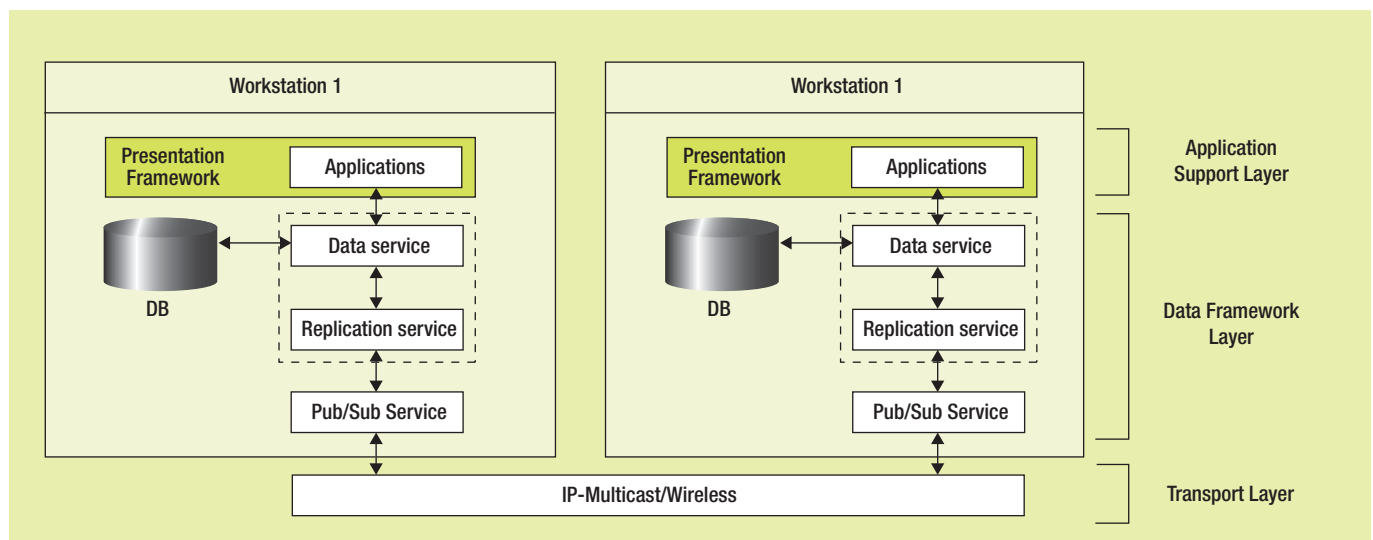 Workstation 1
Presentation
Framework
Applications
Data service
DB
Replication service
Pub/Sub Service
Workstation 1
Presentation
Framework
Applications
Data service
DB
Replication service
Pub/Sub Service
IP-Multicast/Wireless
Application
Support Layer
Data Framework
Layer
Transport Layer